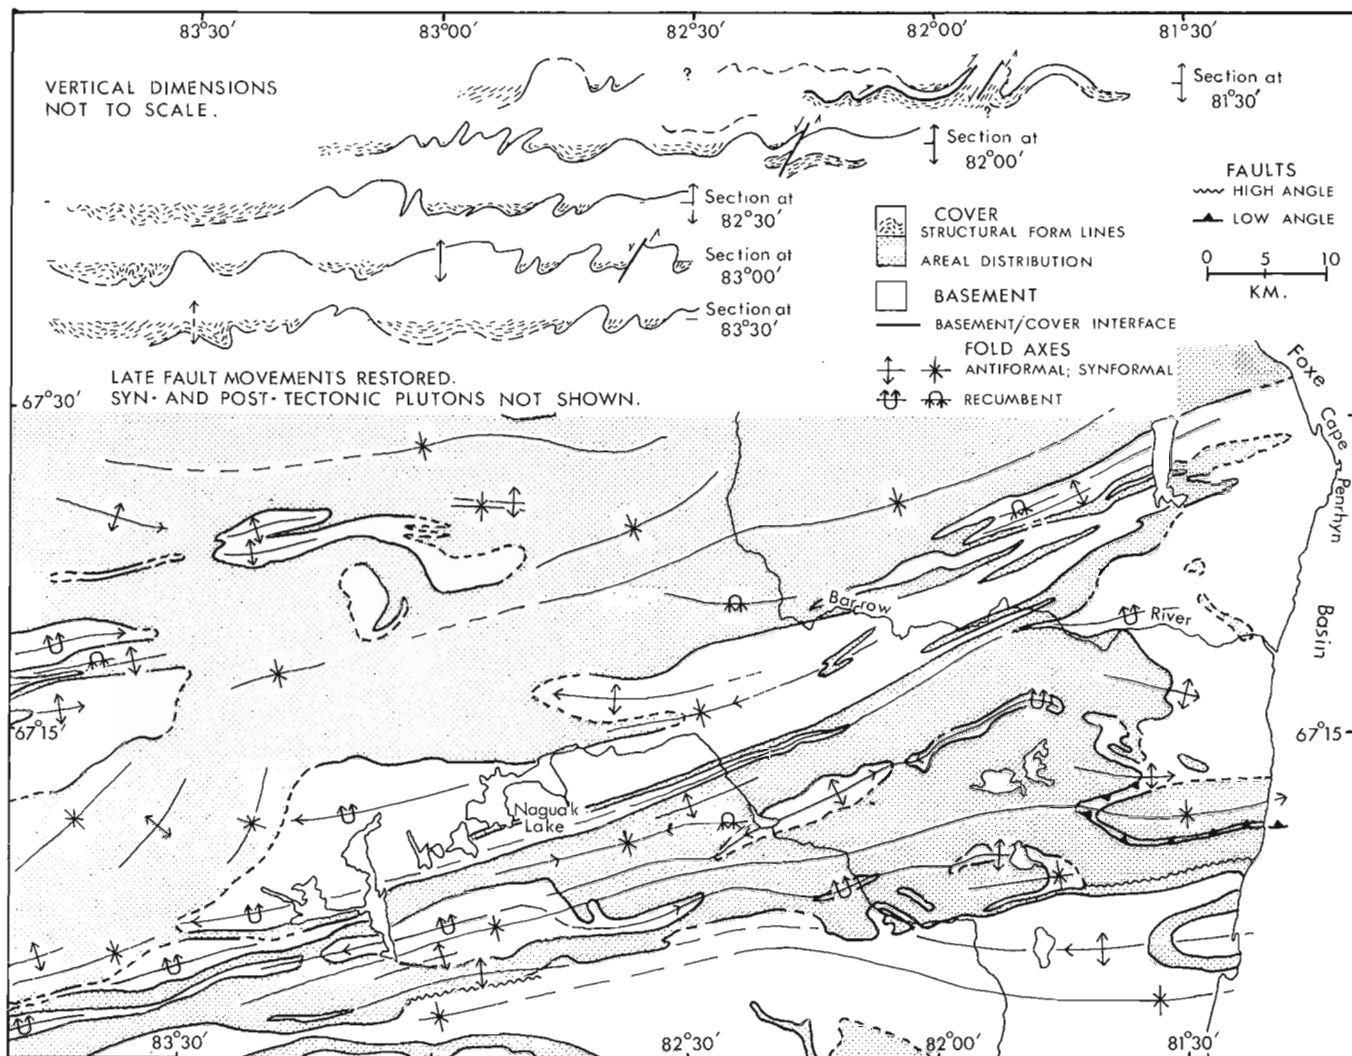 83°30′ 83°00′ 82°30′ 82°00′ 81°30′
VERTICAL DIMENSIONS
NOT TO SCALE.
?
?
Section at
81°30′
Section at
82°00′
Section at
82°30′
Section at
83°00′
Section at
83°30′
FAULTS
HIGH ANGLE
LOW ANGLE
0 5 10
KM.
COVER
STRUCTURAL FORM LINES
AREAL DISTRIBUTION
BASEMENT
BASEMENT/COVER INTERFACE
FOLD AXES
ANTIFORMAL; SYNFORMAL
RECUMBENT
LATE FAULT MOVEMENTS RESTORED.
SYN- AND POST-TECTONIC PLUTONS NOT SHOWN.
67°30′
Foxe
Cape
Penrhyn
Basin
Barrow
River
67°15′
67°15′
Nagua'k
Lake
83°30′ 82°30′ 82°00′ 81°30′